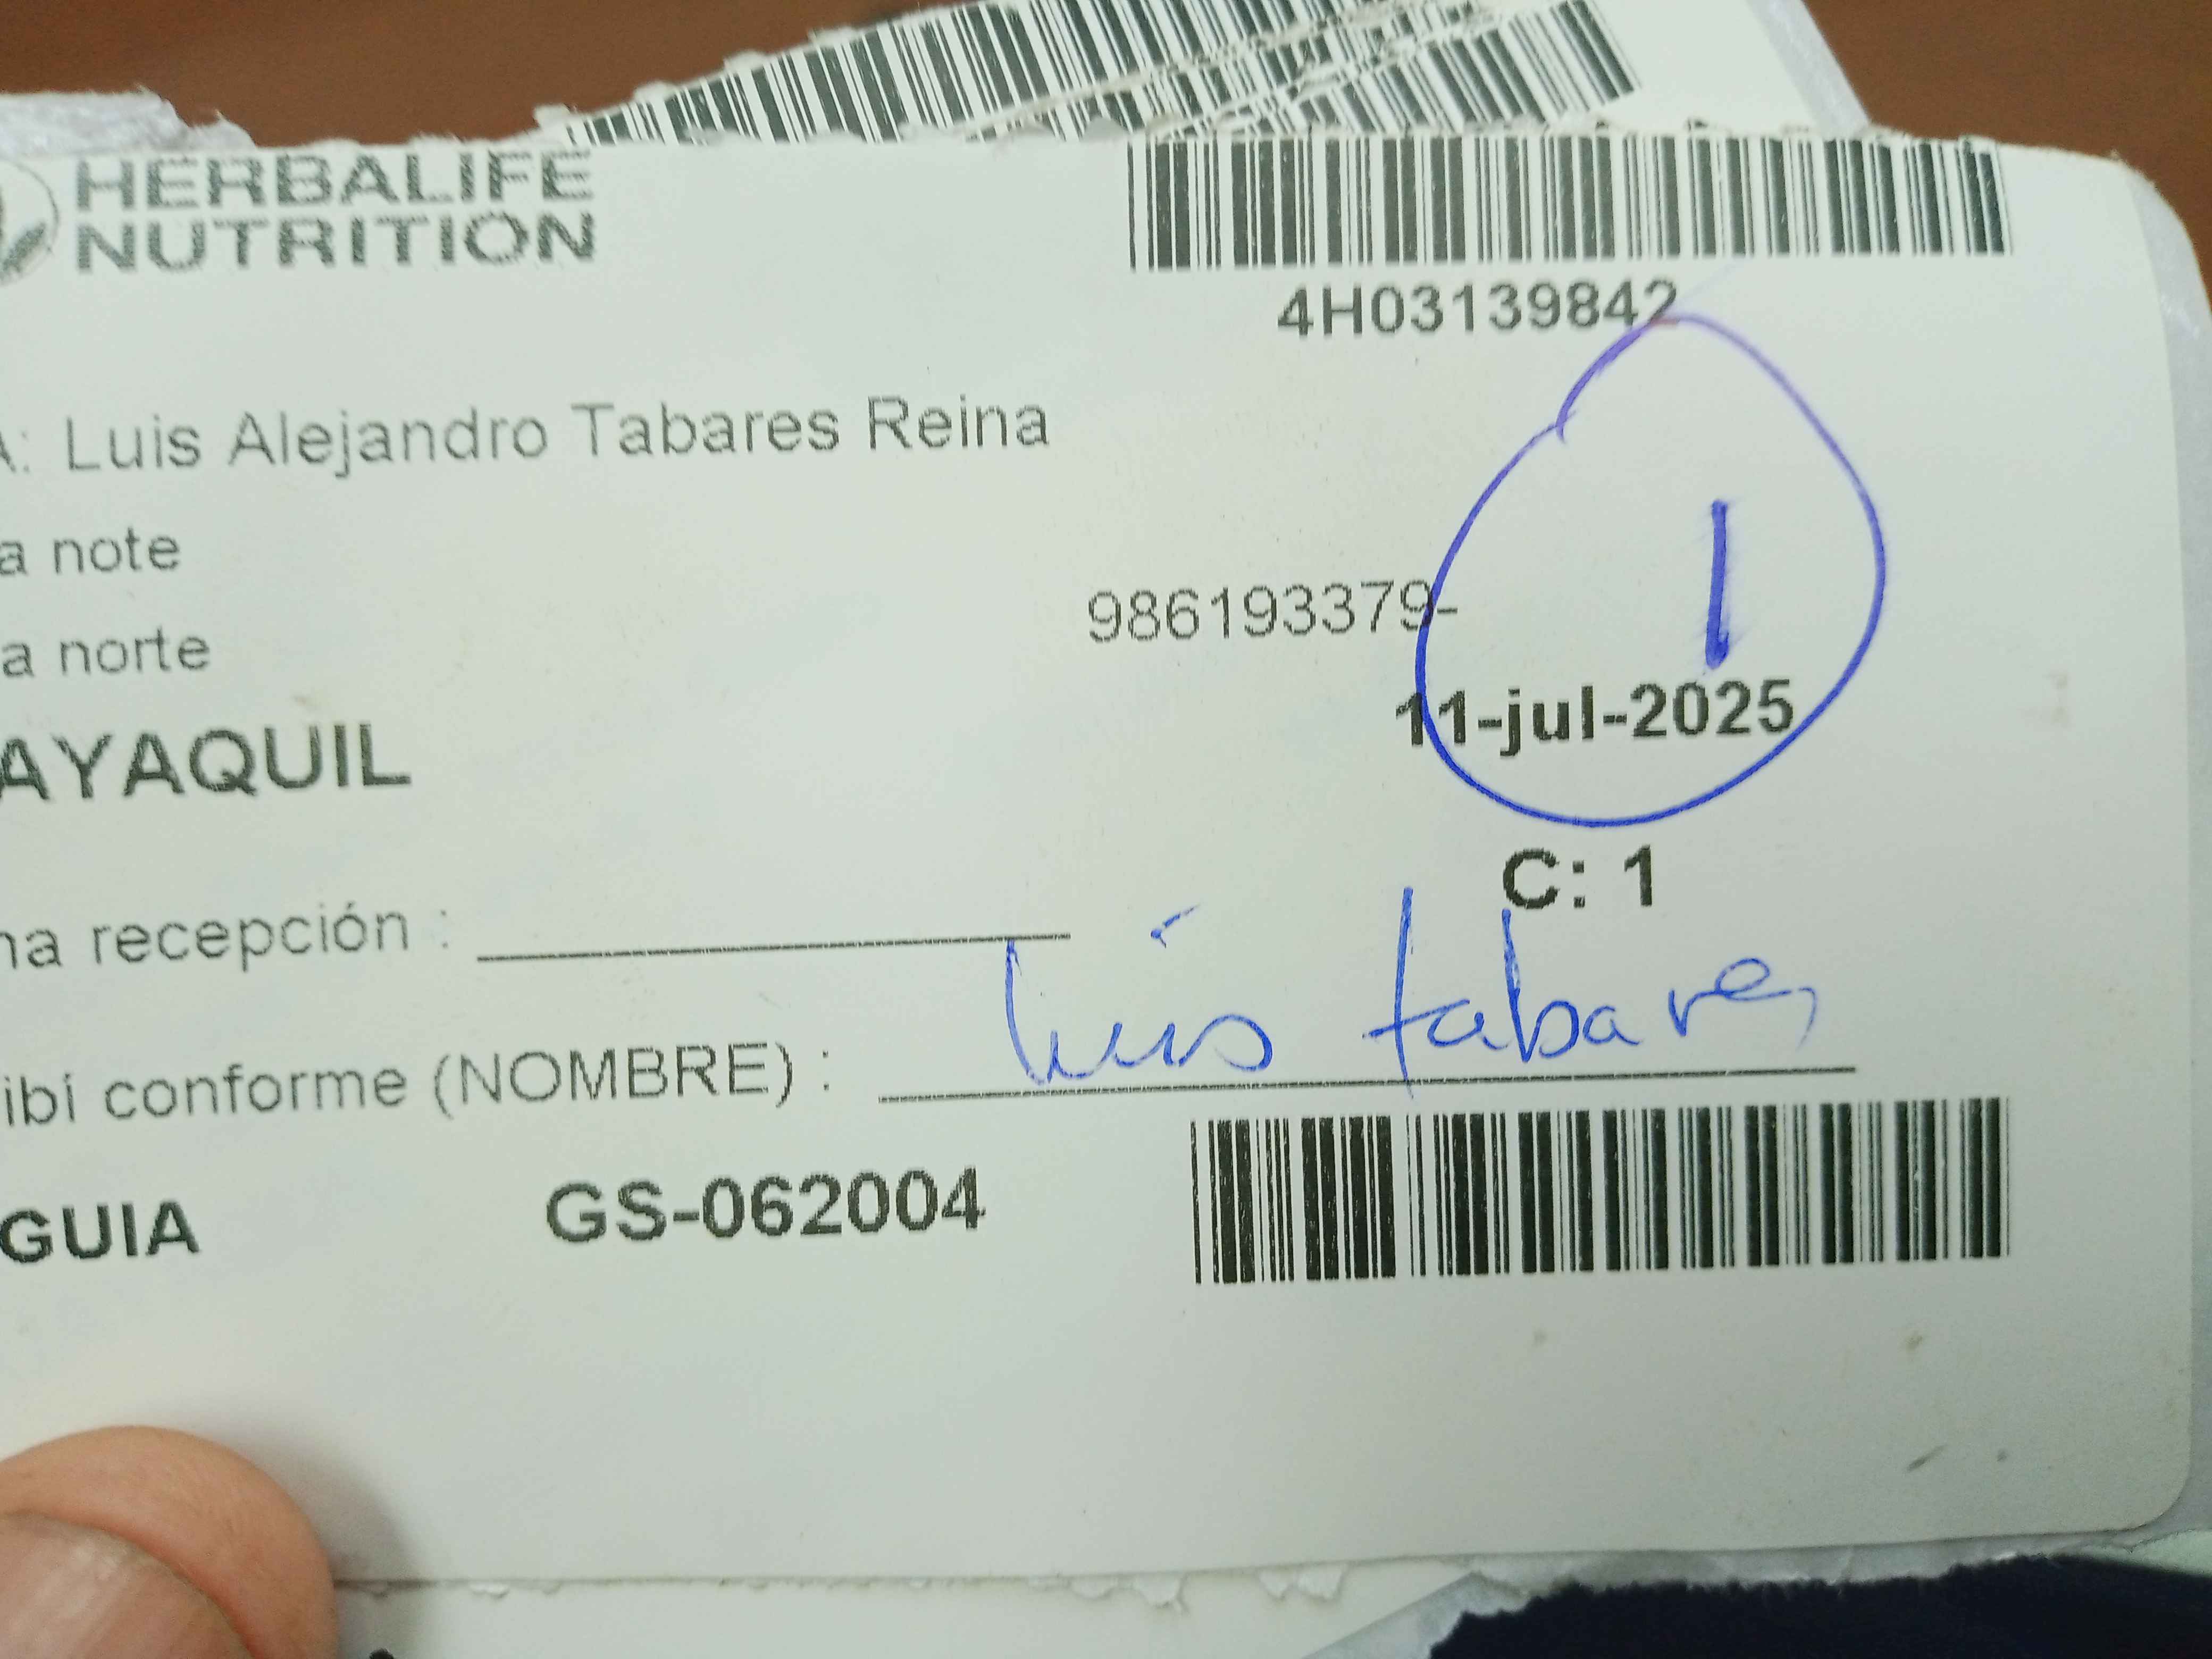 HERBALIFE
NUTRITION
4H03139842
A: Luis Alejandro Tabares Reina
a note
986193379-
a norte
1
11-jul-2025
AYAQUIL
C: 1
na recepción :
ibí conforme (NOMBRE) : Luis tabares
GUIA GS-062004